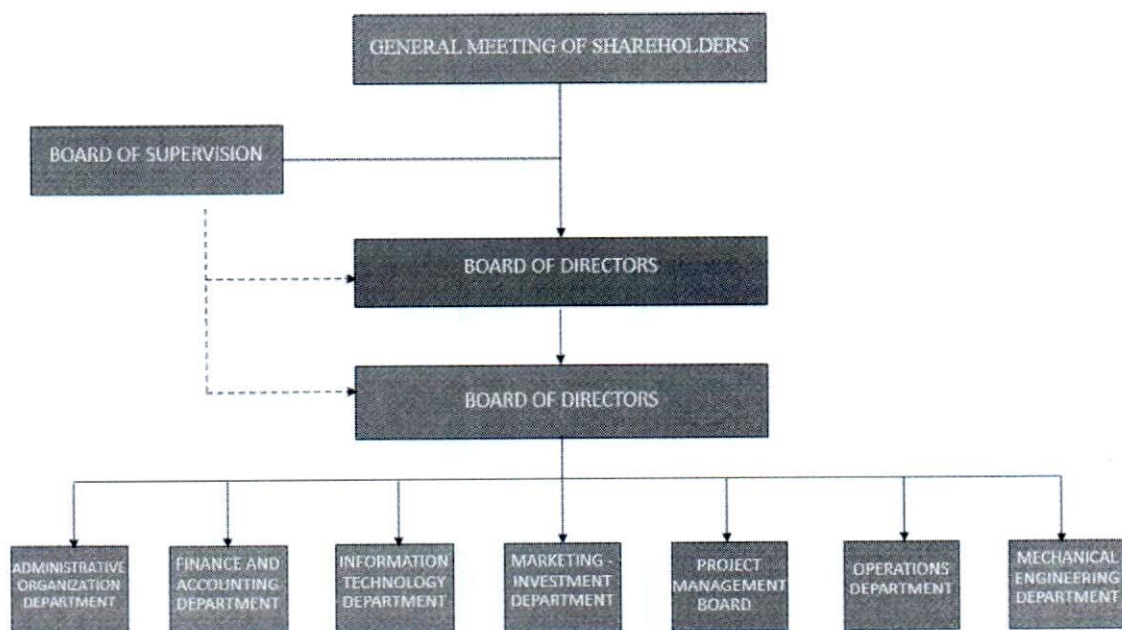 GENERAL MEETING OF SHAREHOLDERS
BOARD OF SUPERVISION
BOARD OF DIRECTORS
BOARD OF DIRECTORS
ADMINISTRATIVE
ORGANIZATION
DEPARTMENT
FINANCE AND
ACCOUNTING
DEPARTMENT
INFORMATION
TECHNOLOGY
DEPARTMENT
MARKETING -
INVESTMENT
DEPARTMENT
PROJECT
MANAGEMENT
BOARD
OPERATIONS
DEPARTMENT
MECHANICAL
ENGINEERING
DEPARTMENT